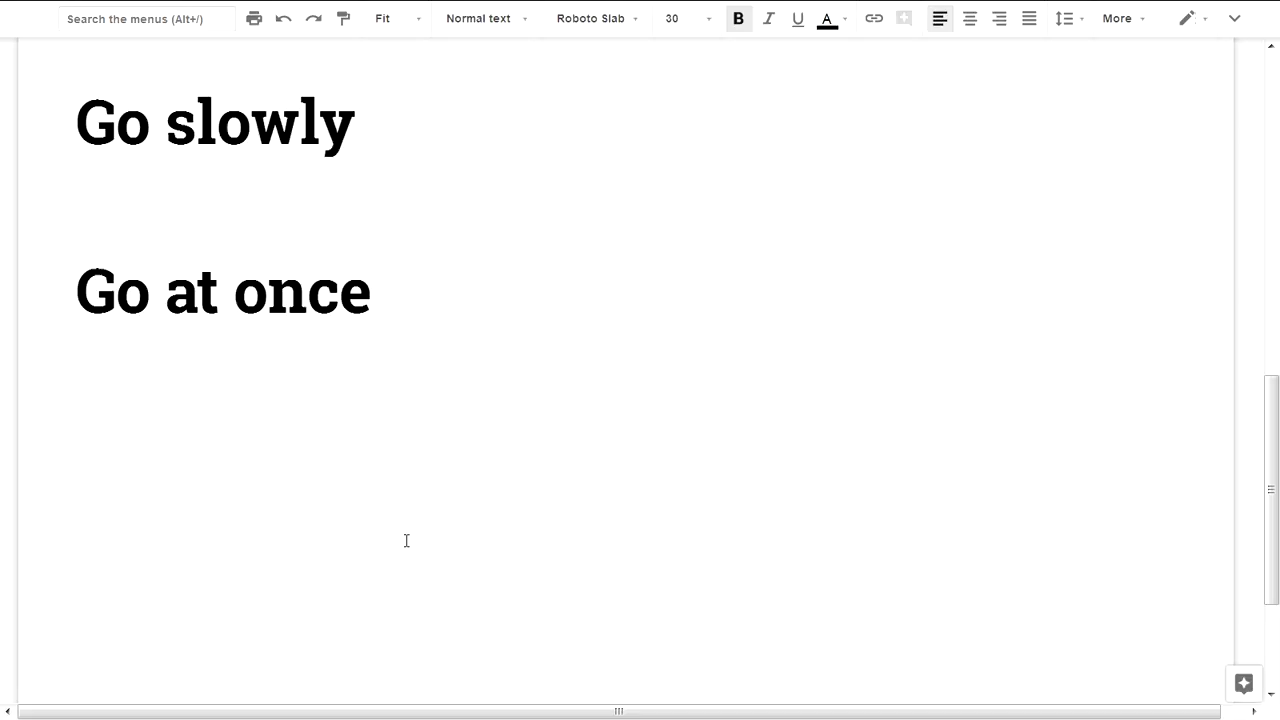 Search the menus (Alt+/) Fit Normal text Roboto Slab 30 B I U A More
Go slowly
Go at once